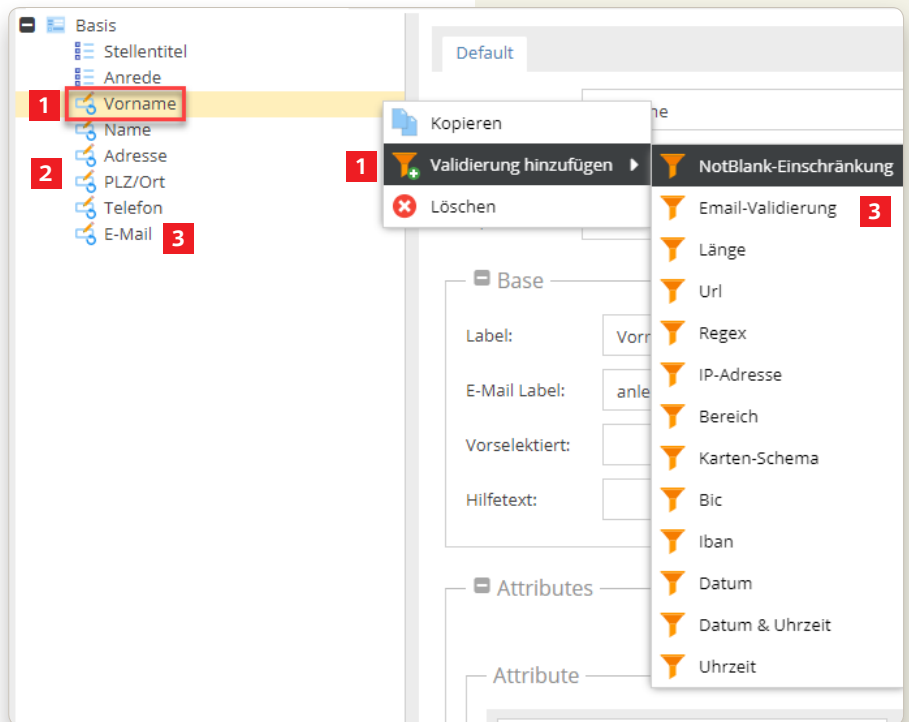 Basis
Stellentitel
Anrede
1 Vorname
Name
Adresse
2 PLZ/Ort
Telefon
E-Mail 3
Default
Kopieren
1 Validierung hinzufügen
Löschen
NotBlank-Einschränkung
Email-Validierung 3
Länge
Url
Regex
IP-Adresse
Bereich
Karten-Schema
Bic
Iban
Datum
Datum & Uhrzeit
Uhrzeit
Base
Label: Vorr
E-Mail Label: anle
Vorselektiert:
Hilfetext:
Attributes
Attribute